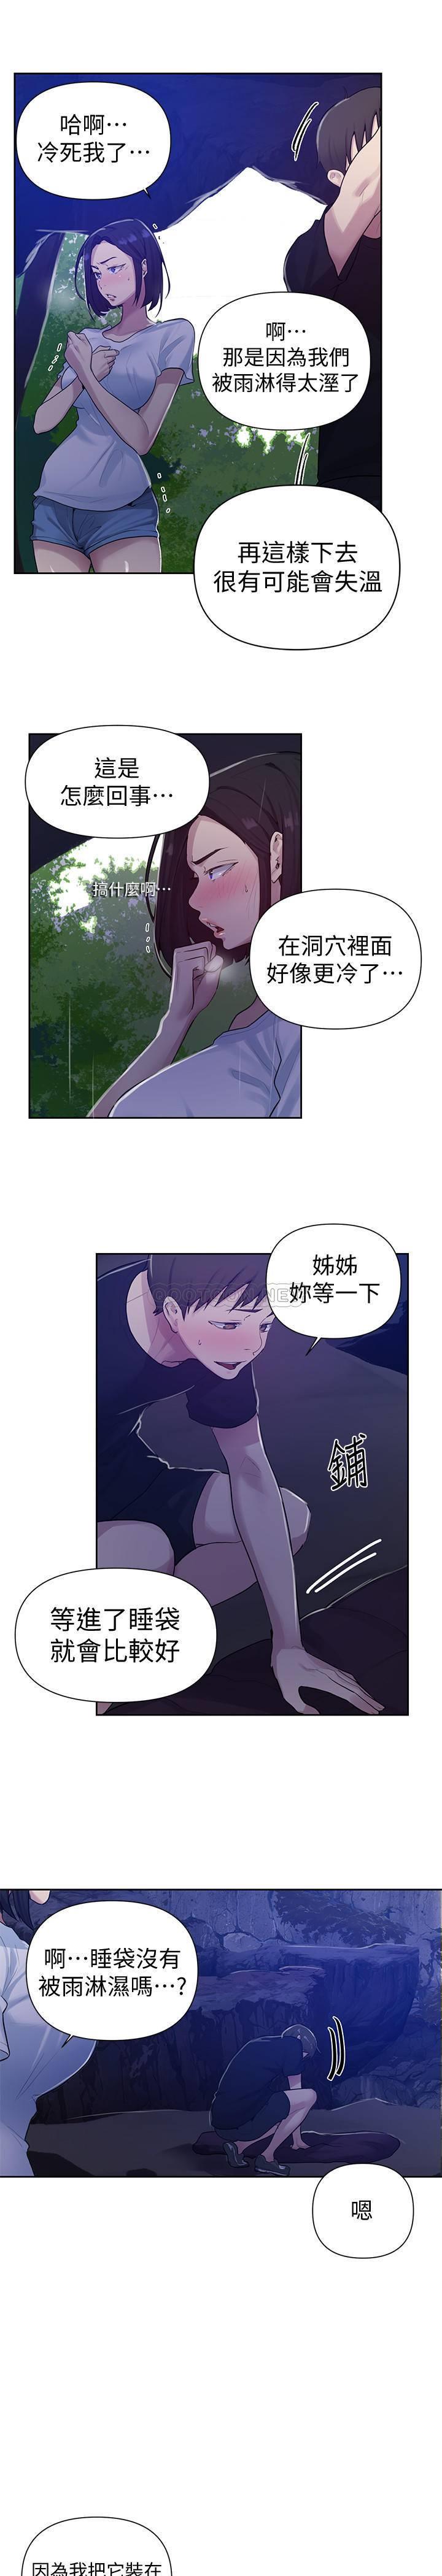 哈啊…
冷死我了…
啊…
那是因為我們
被雨淋得太溼了
再這樣下去
很有可能會失溫
這是
怎麼回事…
搞什麼啊…
在洞穴裡面
好像更冷了…
姊姊
妳等一下
鋪
等進了睡袋
就會比較好
啊…睡袋沒有
被雨淋濕嗎…?
嗯
因為我把它裝在